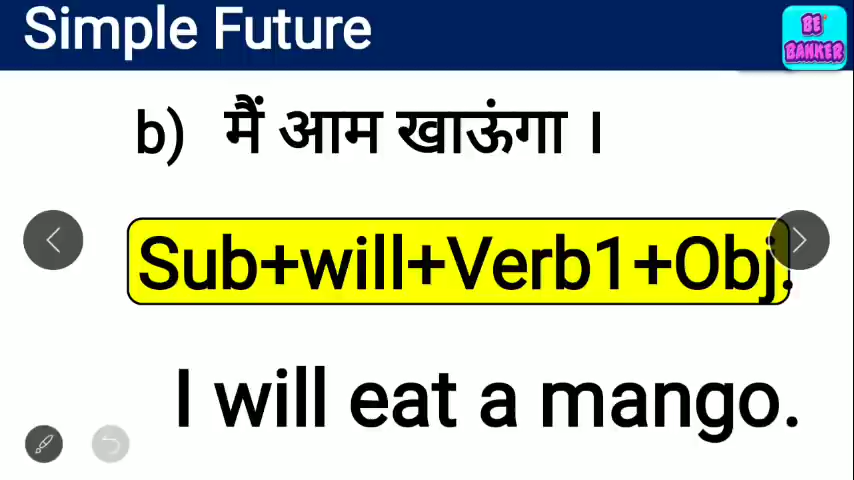 Simple Future
BE
BANKER
b) मैं आम खाऊंगा ।
Sub+will+Verb1+Obj.
I will eat a mango.